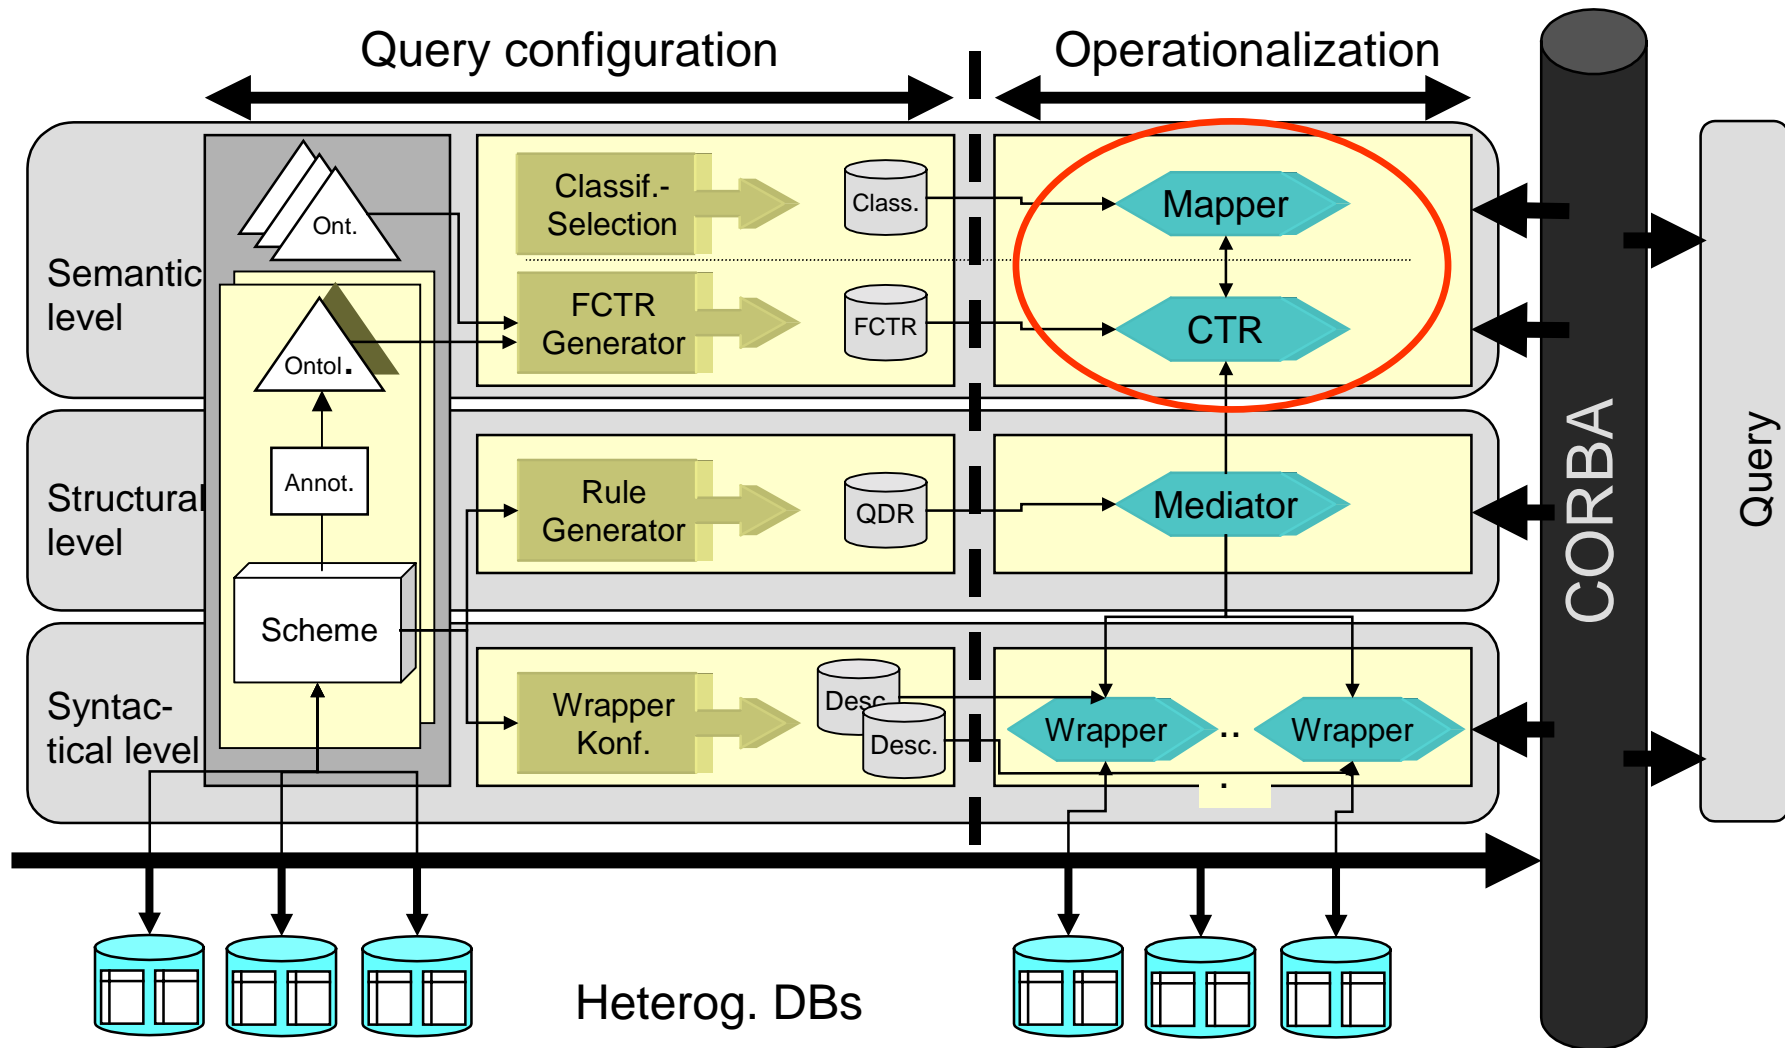 Query configuration
Operationalization
Semantic
level
Ont.
Ontol.
Classif.-
Selection
Class.
Mapper
FCTR
Generator
FCTR
CTR
Structural
level
Annot.
Rule
Generator
QDR
Mediator
Scheme
Syntac-
tical level
Wrapper
Konf.
Desc.
Desc.
Wrapper
..
Wrapper
.
CORBA
Query
Heterog. DBs